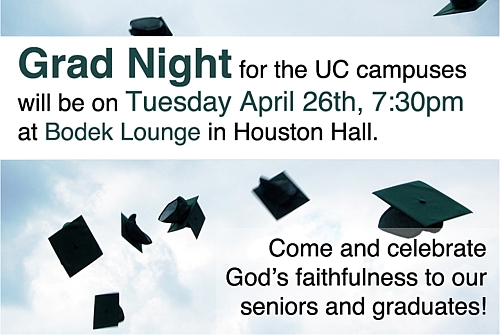 Grad Night for the UC campuses
will be on Tuesday April 26th, 7:30pm
at Bodek Lounge in Houston Hall.
Come and celebrate
God's faithfulness to our
seniors and graduates!